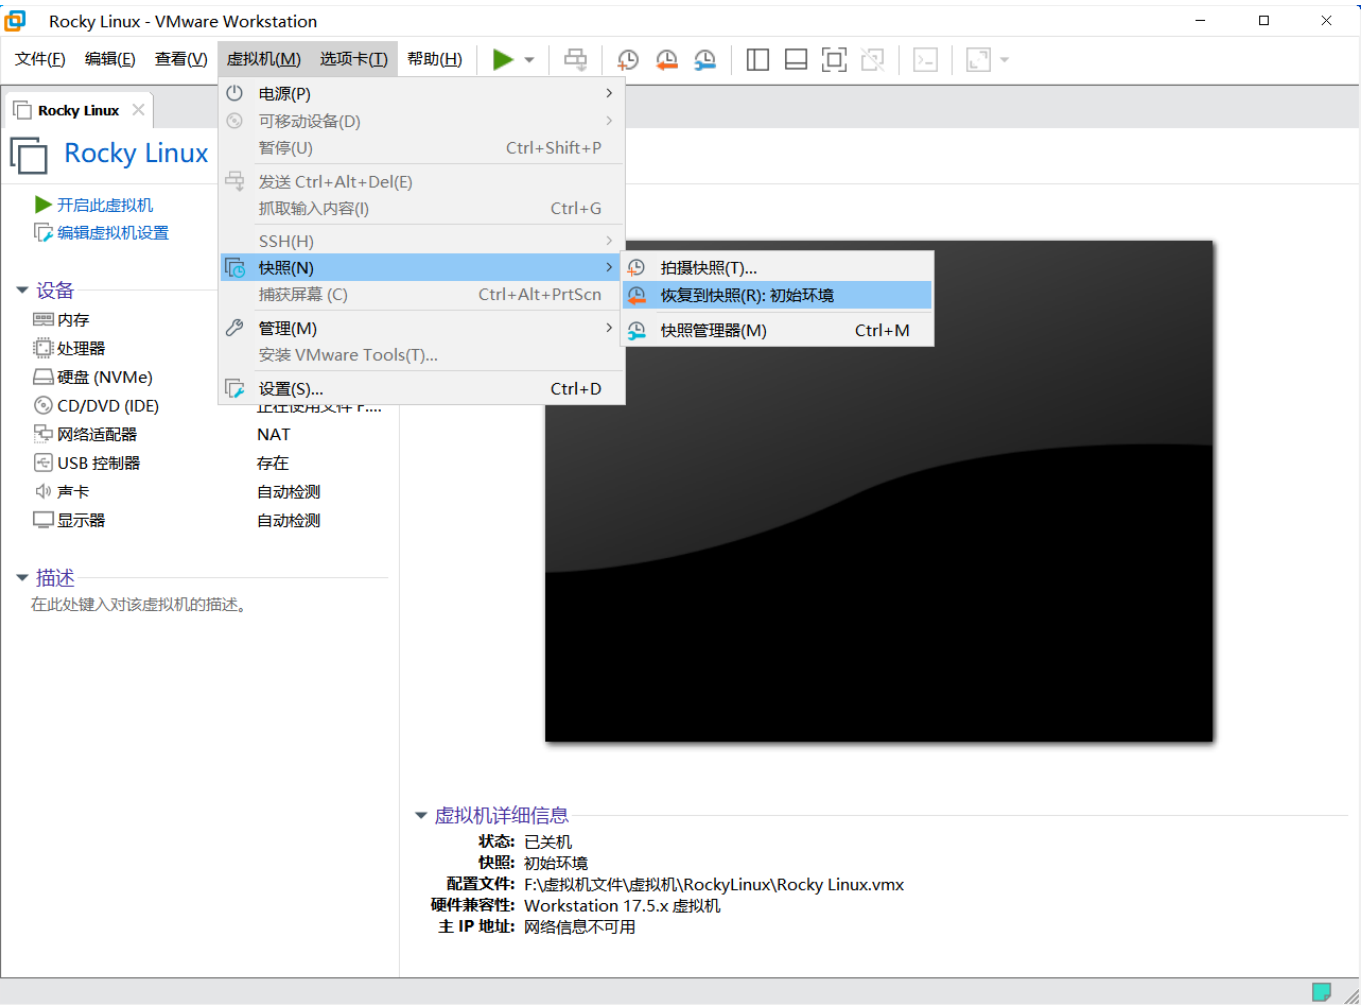 Rocky Linux - VMware Workstation
文件(F) 编辑(E) 查看(V) 虚拟机(M) 选项卡(T) 帮助(H)
Rocky Linux
Rocky Linux
开启此虚拟机
编辑虚拟机设置
设备
内存
处理器
硬盘 (NVMe)
CD/DVD (IDE) 正在使用文件 F:...
网络适配器 NAT
USB 控制器 存在
声卡 自动检测
显示器 自动检测
描述
在此处键入对该虚拟机的描述。
电源(P)
可移动设备(D)
暂停(U) Ctrl+Shift+P
发送 Ctrl+Alt+Del(E)
抓取输入内容(I) Ctrl+G
SSH(H)
快照(N)
捕获屏幕 (C) Ctrl+Alt+PrtScn
管理(M)
安装 VMware Tools(T)...
设置(S)... Ctrl+D
拍摄快照(T)...
恢复到快照(R): 初始环境
快照管理器(M) Ctrl+M
虚拟机详细信息
状态: 已关机
快照: 初始环境
配置文件: F:\虚拟机文件\虚拟机\RockyLinux\Rocky Linux.vmx
硬件兼容性: Workstation 17.5.x 虚拟机
主 IP 地址: 网络信息不可用